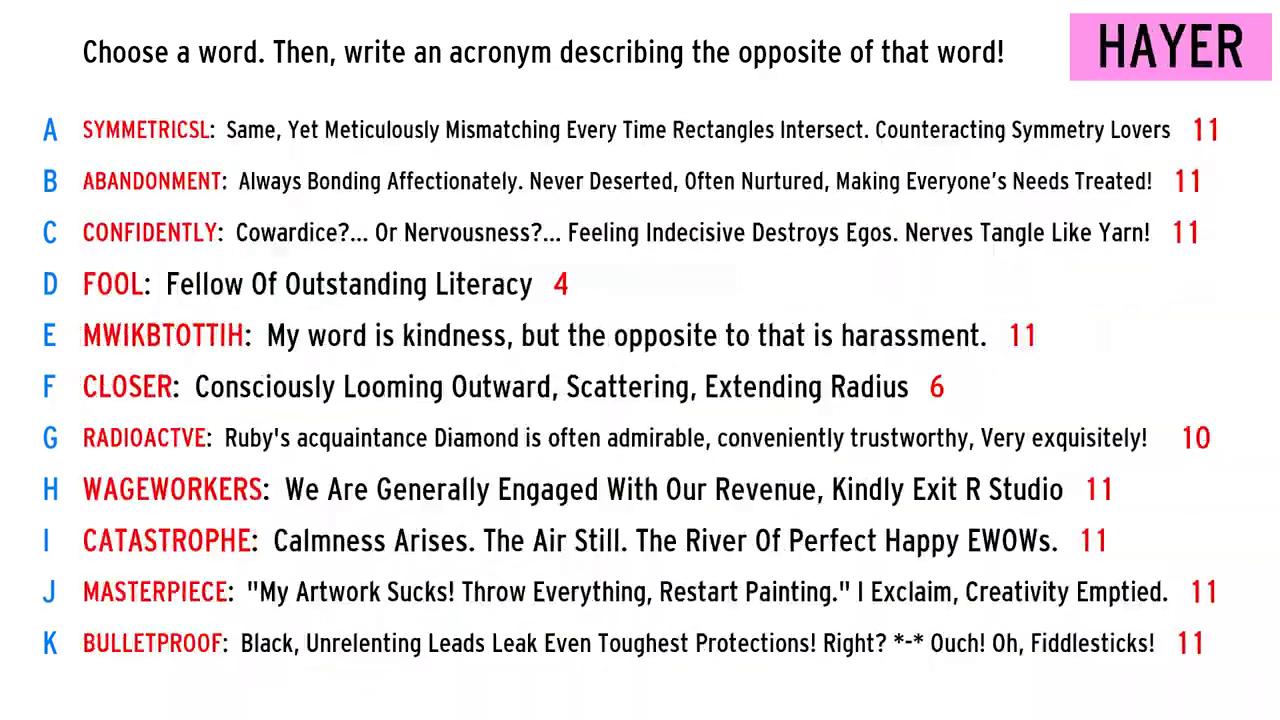 Choose a word. Then, write an acronym describing the opposite of that word!
HAYER
A SYMMETRICSL: Same, Yet Meticulously Mismatching Every Time Rectangles Intersect. Counteracting Symmetry Lovers 11
B ABANDONMENT: Always Bonding Affectionately. Never Deserted, Often Nurtured, Making Everyone's Needs Treated! 11
C CONFIDENTLY: Cowardice?... Or Nervousness?... Feeling Indecisive Destroys Egos. Nerves Tangle Like Yarn! 11
D FOOL: Fellow Of Outstanding Literacy 4
E MWIKBTOTTIH: My word is kindness, but the opposite to that is harassment. 11
F CLOSER: Consciously Looming Outward, Scattering, Extending Radius 6
G RADIOACTVE: Ruby's acquaintance Diamond is often admirable, conveniently trustworthy, Very exquisitely! 10
H WAGEWORKERS: We Are Generally Engaged With Our Revenue, Kindly Exit R Studio 11
I CATASTROPHE: Calmness Arises. The Air Still. The River Of Perfect Happy EWOWs. 11
J MASTERPIECE: "My Artwork Sucks! Throw Everything, Restart Painting." I Exclaim, Creativity Emptied. 11
K BULLETPROOF: Black, Unrelenting Leads Leak Even Toughest Protections! Right? *-* Ouch! Oh, Fiddlesticks! 11